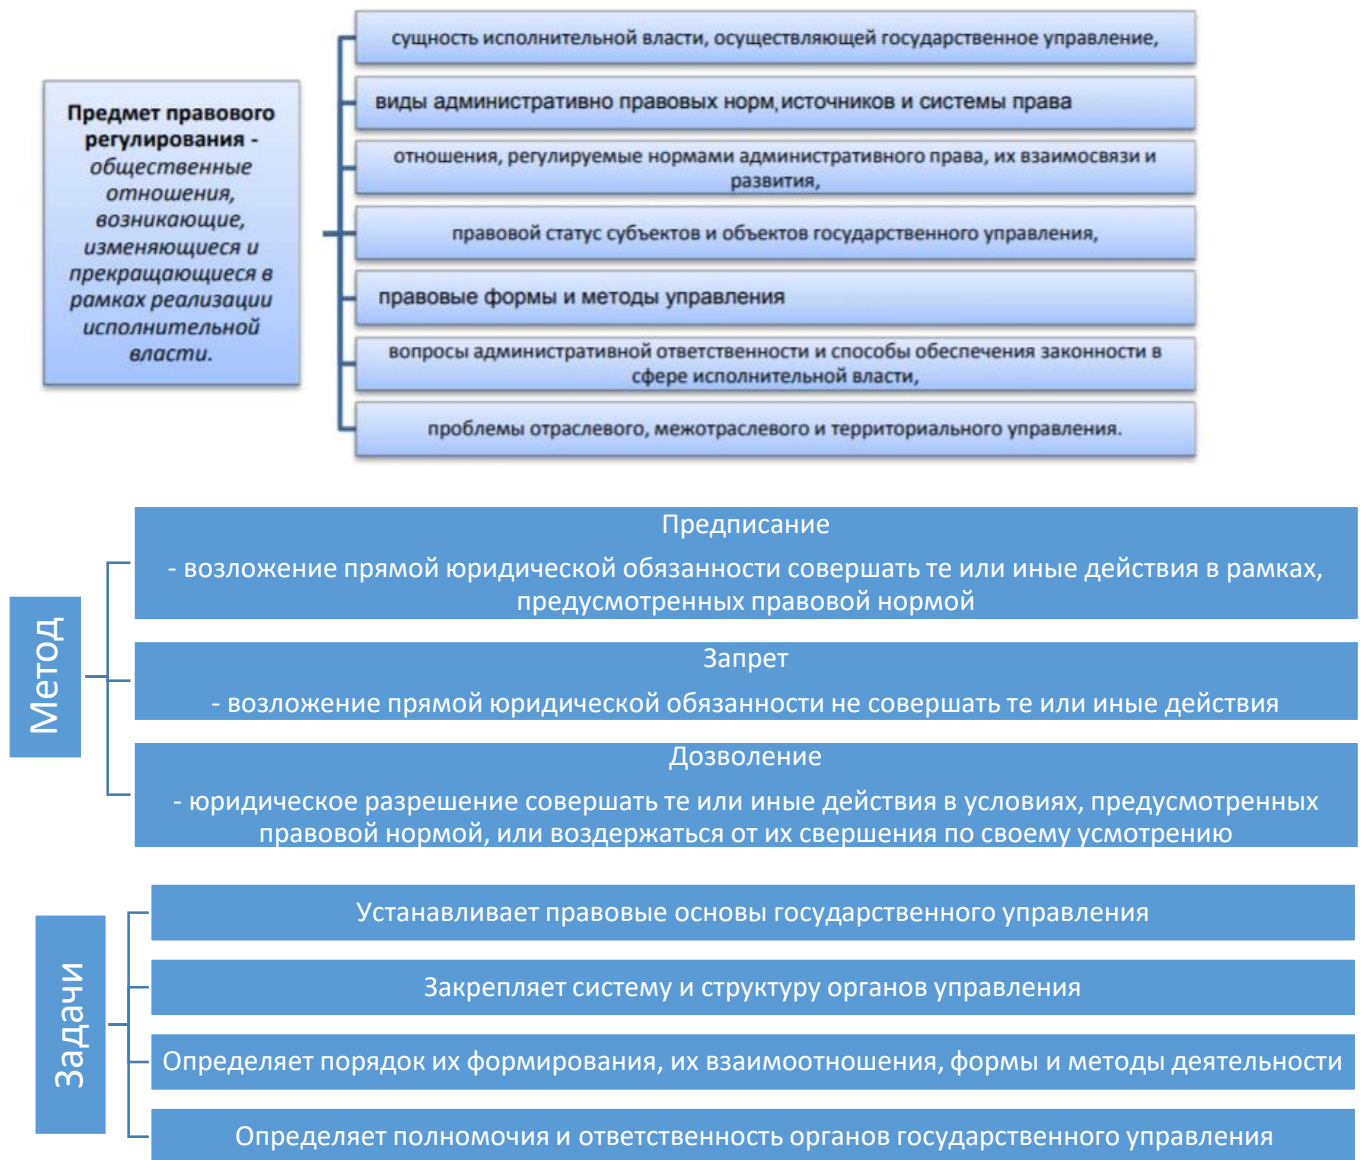 Предмет правового
регулирования -
общественные
отношения,
возникающие,
изменяющиеся и
прекращающиеся в
рамках реализации
исполнительной
власти.
сущность исполнительной власти, осуществляющей государственное управление,
виды административно правовых норм, источников и системы права
отношения, регулируемые нормами административного права, их взаимосвязи и
развития,
правовой статус субъектов и объектов государственного управления,
правовые формы и методы управления
вопросы административной ответственности и способы обеспечения законности в
сфере исполнительной власти,
проблемы отраслевого, межотраслевого и территориального управления.
Метод
Предписание
- возложение прямой юридической обязанности совершать те или иные действия в рамках,
предусмотренных правовой нормой
Запрет
- возложение прямой юридической обязанности не совершать те или иные действия
Дозволение
- юридическое разрешение совершать те или иные действия в условиях, предусмотренных
правовой нормой, или воздержаться от их свершения по своему усмотрению
Задачи
Устанавливает правовые основы государственного управления
Закрепляет систему и структуру органов управления
Определяет порядок их формирования, их взаимоотношения, формы и методы деятельности
Определяет полномочия и ответственность органов государственного управления